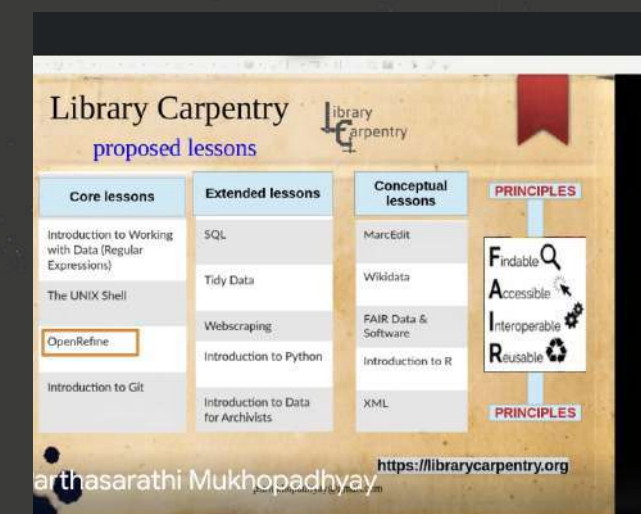 Library Carpentry
Library
Carpentry
proposed lessons
Core lessons
Introduction to Working
with Data (Regular
Expressions)
The UNIX Shell
OpenRefine
Introduction to Git
Extended lessons
SQL
Tidy Data
Webscraping
Introduction to Python
Introduction to Data
for Archivists
Conceptual
lessons
MarcEdit
Wikidata
FAIR Data &
Software
Introduction to R
XML
PRINCIPLES
Findable
Accessible
Interoperable
Reusable
PRINCIPLES
https://librarycarpentry.org
arthasarathi Mukhopadhyay